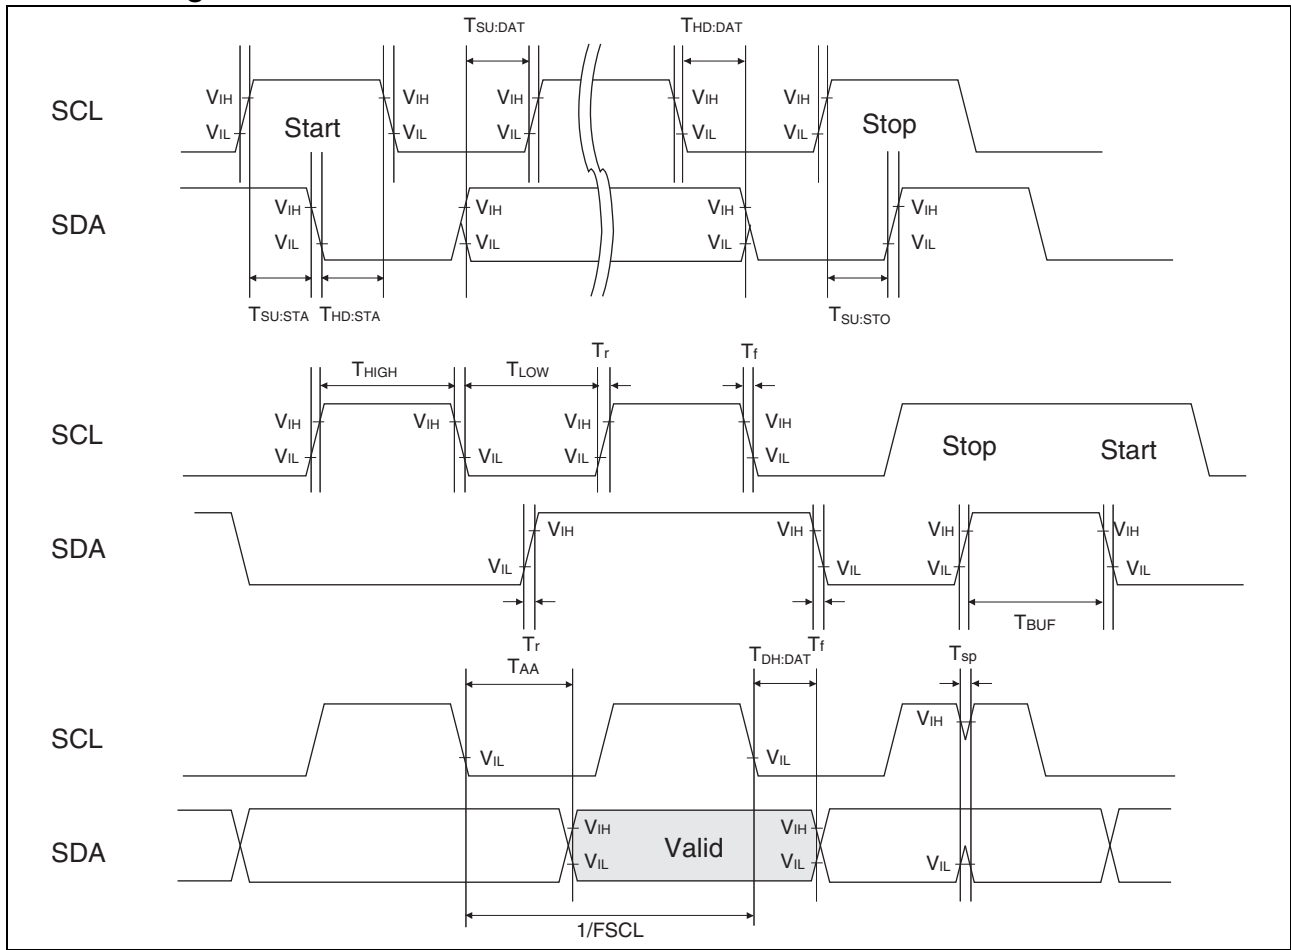 TSU:DAT THD:DAT
VIH VIH VIH VIH VIH
SCL
Start Stop
VIL VIL VIL VIL VIL
VIH VIH VIH VIH
SDA
VIL VIL VIL VIL
TSU:STA THD:STA TSU:STO
Tr Tf
THIGH TLOW
VIH VIH VIH VIH
SCL
Stop Start
VIL VIL VIL VIL
VIH VIH VIH VIH
SDA
VIL VIL VIL VIL
TBUF
Tr Tf
TAA TDH:DAT Tsp
VIH
SCL
VIL VIL
VIH VIH
SDA
Valid
VIL VIL VIL
1/FSCL